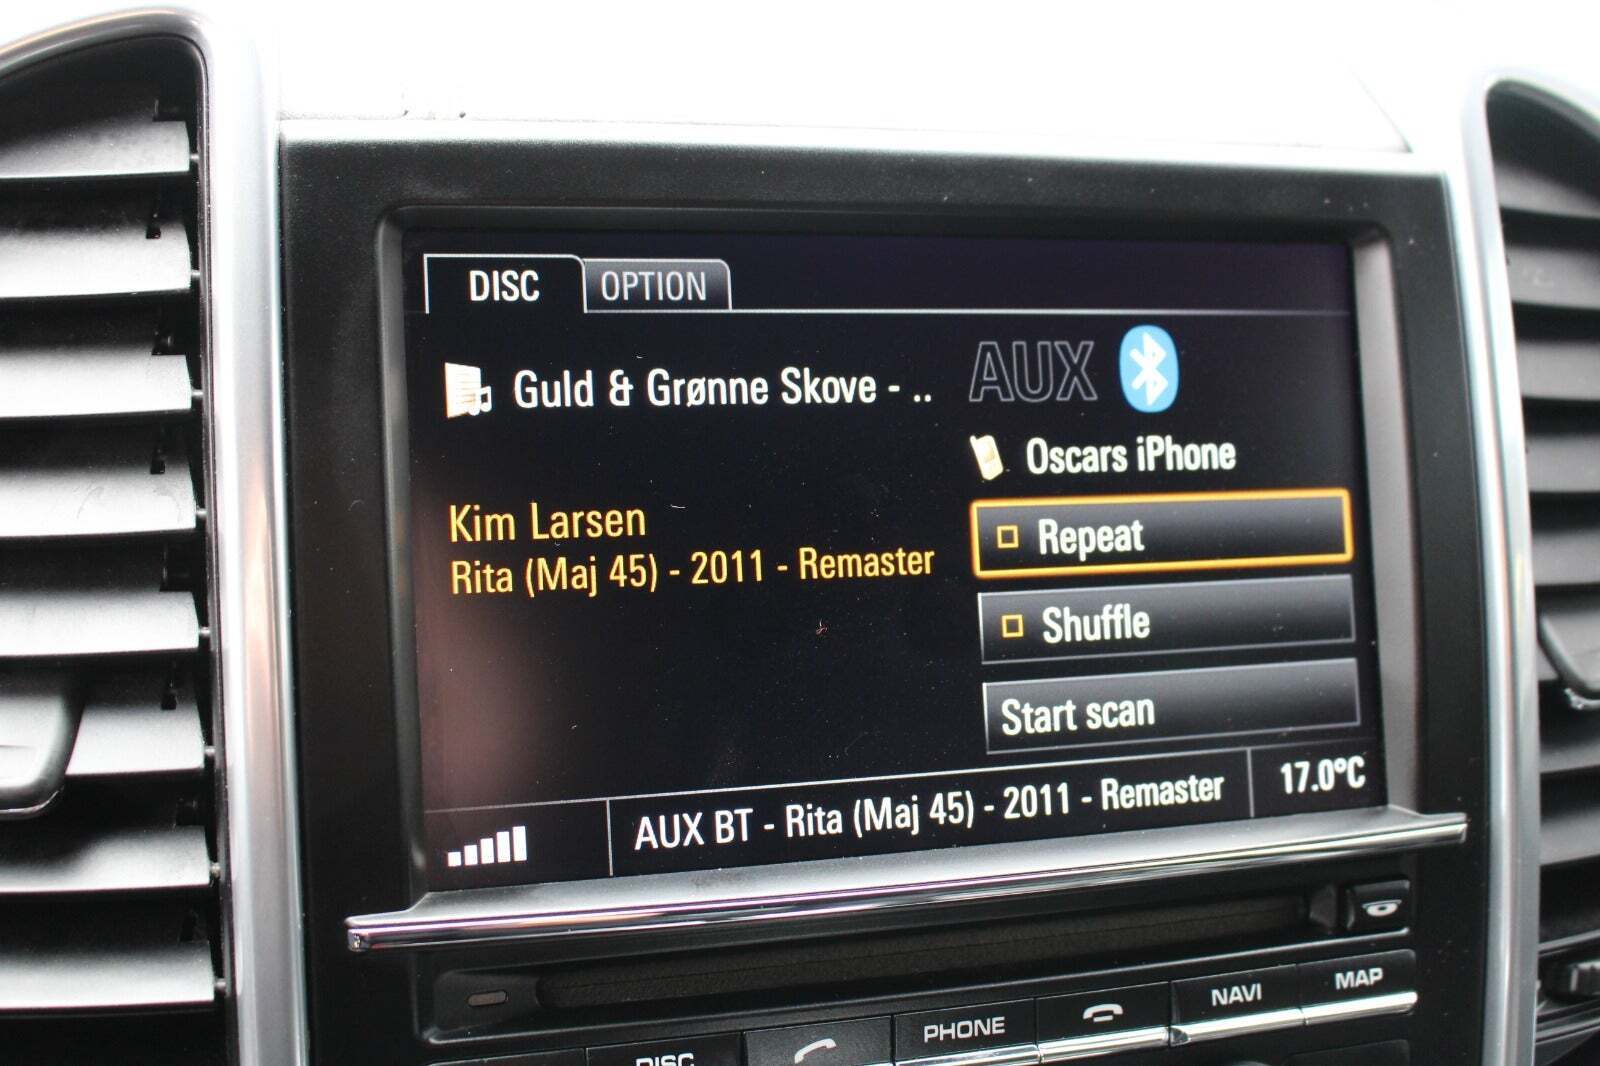 DISC OPTION
Guld & Grønne Skove - ..
AUX
Oscars iPhone
Kim Larsen
Rita (Maj 45) - 2011 - Remaster
Repeat
Shuffle
Start scan
AUX BT - Rita (Maj 45) - 2011 - Remaster
17.0°C
DISC
PHONE
NAVI
MAP